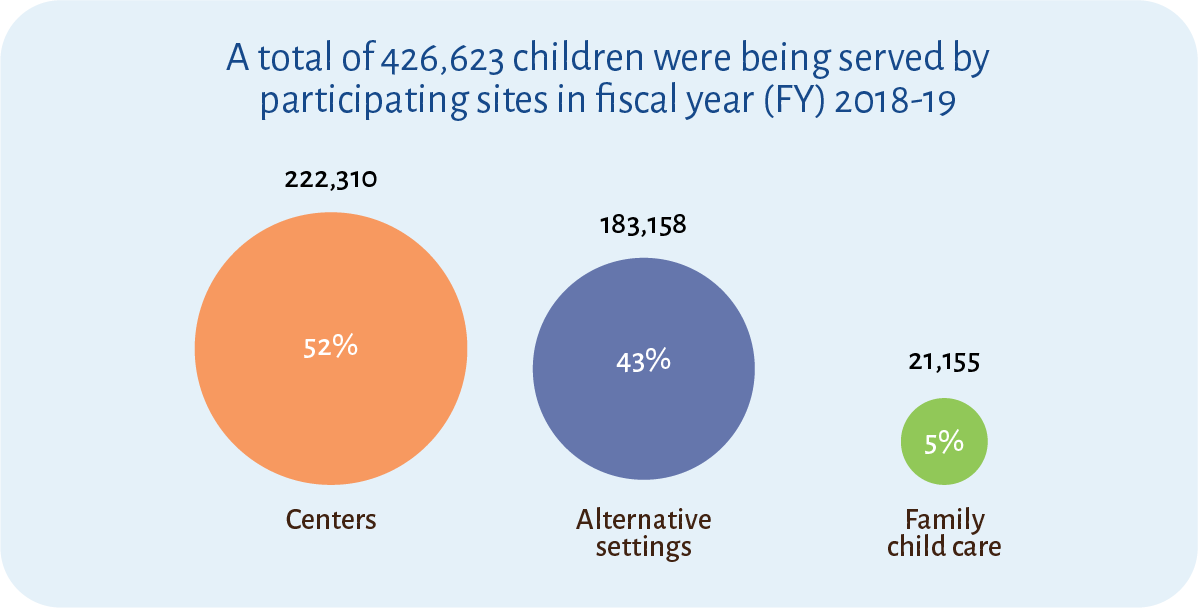 A total of 426,623 children were being served by
participating sites in fiscal year (FY) 2018-19
222,310
183,158
21,155
52%
43%
5%
Centers
Alternative
settings
Family
child care